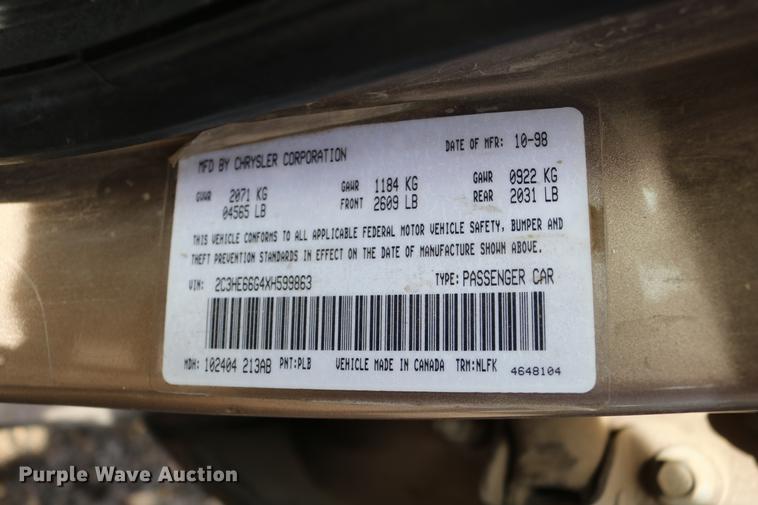 MFD BY CHRYSLER CORPORATION DATE OF MFR: 10-98
GVWR 2071 KG GAWR 1184 KG GAWR 0922 KG
04565 LB FRONT 2609 LB REAR 2031 LB
THIS VEHICLE CONFORMS TO ALL APPLICABLE FEDERAL MOTOR VEHICLE SAFETY, BUMPER AND
THEFT PREVENTION STANDARDS IN EFFECT ON THE DATE OF MANUFACTURE SHOWN ABOVE.
VIN: 2C3HE66G4XH599863 TYPE: PASSENGER CAR
MDH: 102404 213AB PNT:PLB VEHICLE MADE IN CANADA TRM:NLFK 4648104
Purple Wave Auction